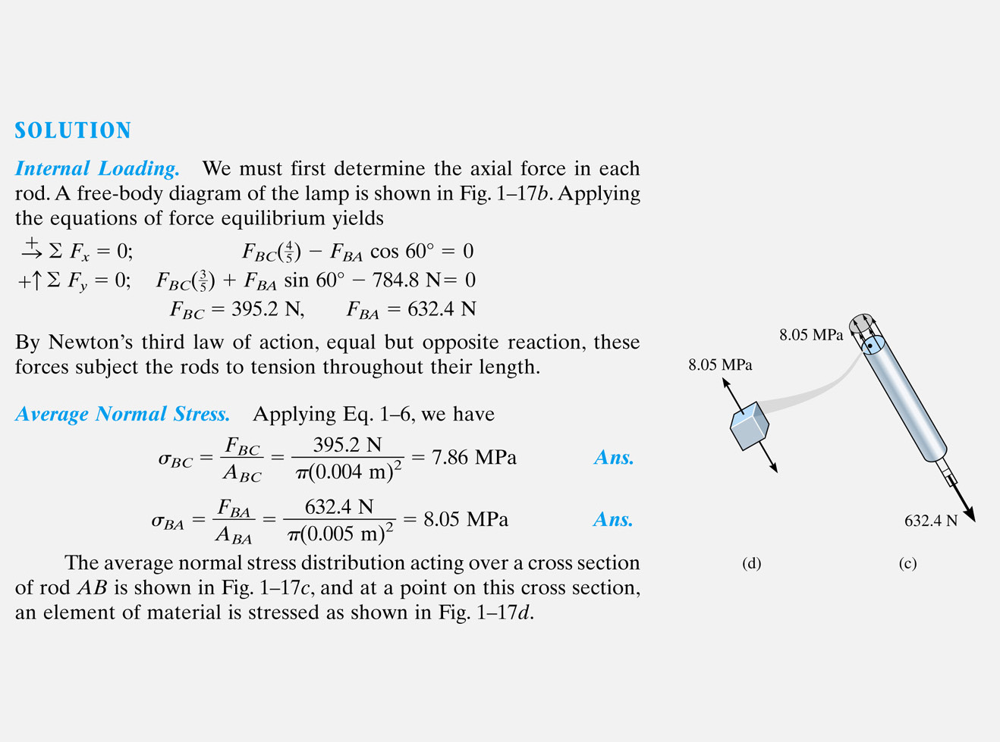 SOLUTION
Internal Loading. We must first determine the axial force in each
rod. A free-body diagram of the lamp is shown in Fig. 1–17b. Applying
the equations of force equilibrium yields
→+ Σ Fx = 0; FBC(4/5) − FBA cos 60° = 0
+↑ Σ Fy = 0; FBC(3/5) + FBA sin 60° − 784.8 N= 0
FBC = 395.2 N, FBA = 632.4 N
By Newton’s third law of action, equal but opposite reaction, these
forces subject the rods to tension throughout their length.
Average Normal Stress. Applying Eq. 1–6, we have
σBC = FBC/ABC = 395.2 N/π(0.004 m)² = 7.86 MPa Ans.
σBA = FBA/ABA = 632.4 N/π(0.005 m)² = 8.05 MPa Ans.
The average normal stress distribution acting over a cross section
of rod AB is shown in Fig. 1–17c, and at a point on this cross section,
an element of material is stressed as shown in Fig. 1–17d.
8.05 MPa
8.05 MPa
632.4 N
(d)
(c)